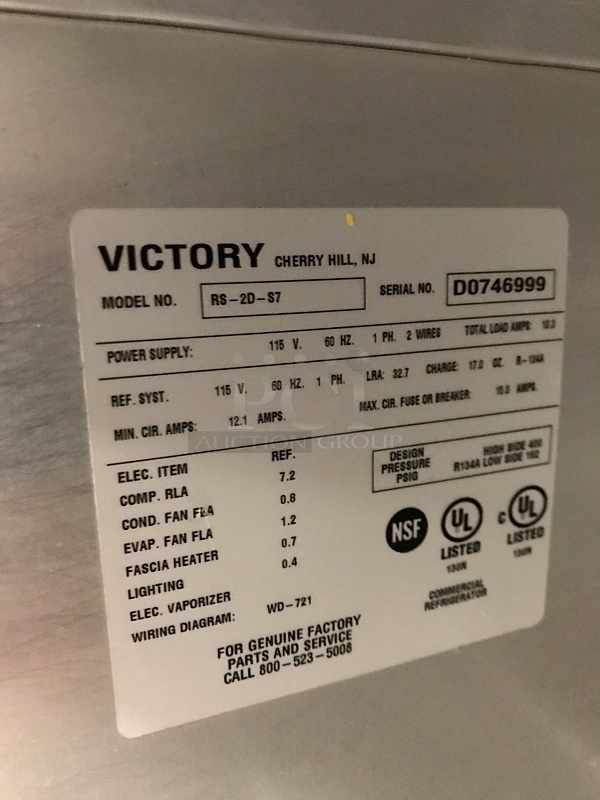 VICTORY CHERRY HILL, NJ
MODEL NO. RS-2D-S7 SERIAL NO. D0746999
POWER SUPPLY: 115 V. 60 HZ. 1 PH. 2 WIRES TOTAL LOAD AMPS: 10.3
REF. SYST. 115 V. 60 HZ. 1 PH. LRA: 32.7 CHARGE: 17.0 OZ. R-134A
MIN. CIR. AMPS: 12.1 AMPS. MAX. CIR. FUSE OR BREAKER: 15.0 AMPS.
PCI
AUCTION GROUP
ELEC. ITEM REF.
COMP. RLA 7.2
COND. FAN FLA 0.8
EVAP. FAN FLA 1.2
FASCIA HEATER 0.7
LIGHTING 0.4
ELEC. VAPORIZER
WIRING DIAGRAM: WD-721
DESIGN
PRESSURE
PSIG
HIGH SIDE 400
R134A LOW SIDE 162
NSF
UL
LISTED
150N
C UL
LISTED
150N
COMMERCIAL
REFRIGERATOR
FOR GENUINE FACTORY
PARTS AND SERVICE
CALL 800-523-5008